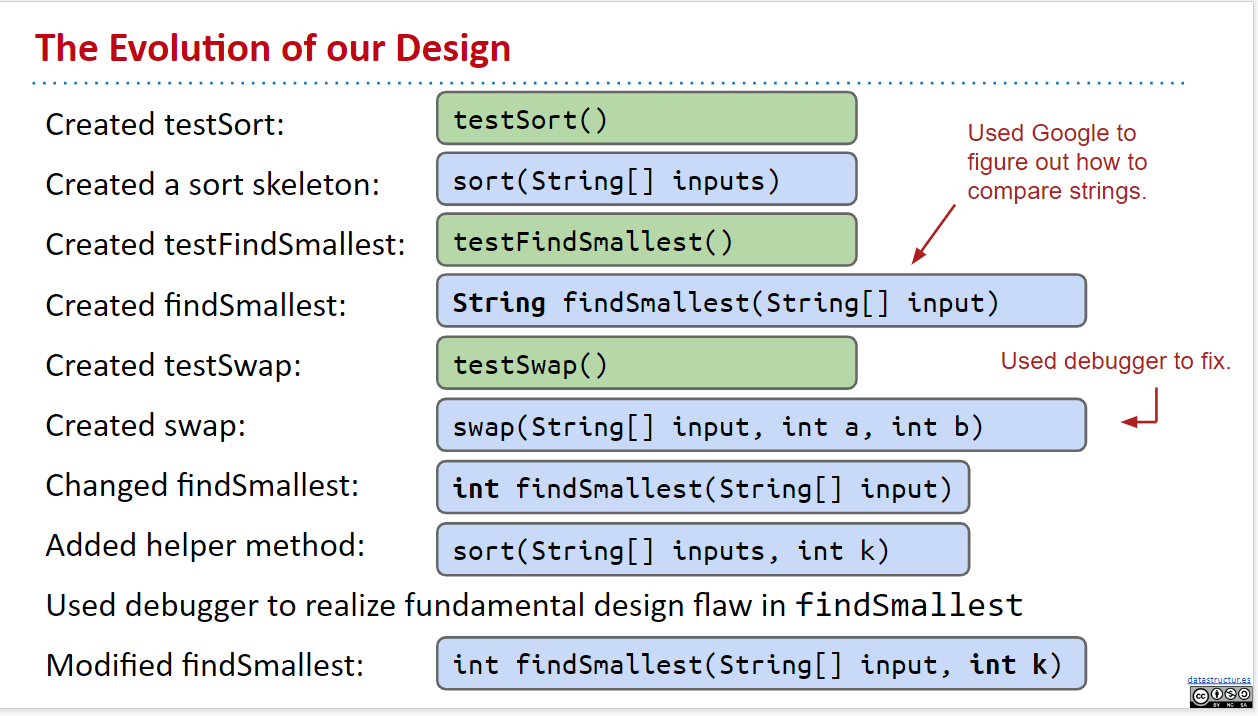 The Evolution of our Design
Created testSort:
testSort()
Created a sort skeleton:
sort(String[] inputs)
Created testFindSmallest:
testFindSmallest()
Used Google to
figure out how to
compare strings.
Created findSmallest:
String findSmallest(String[] input)
Created testSwap:
testSwap()
Used debugger to fix.
Created swap:
swap(String[] input, int a, int b)
Changed findSmallest:
int findSmallest(String[] input)
Added helper method:
sort(String[] inputs, int k)
Used debugger to realize fundamental design flaw in findSmallest
Modified findSmallest:
int findSmallest(String[] input, int k)
datastructur.es
cc
BY NC SA